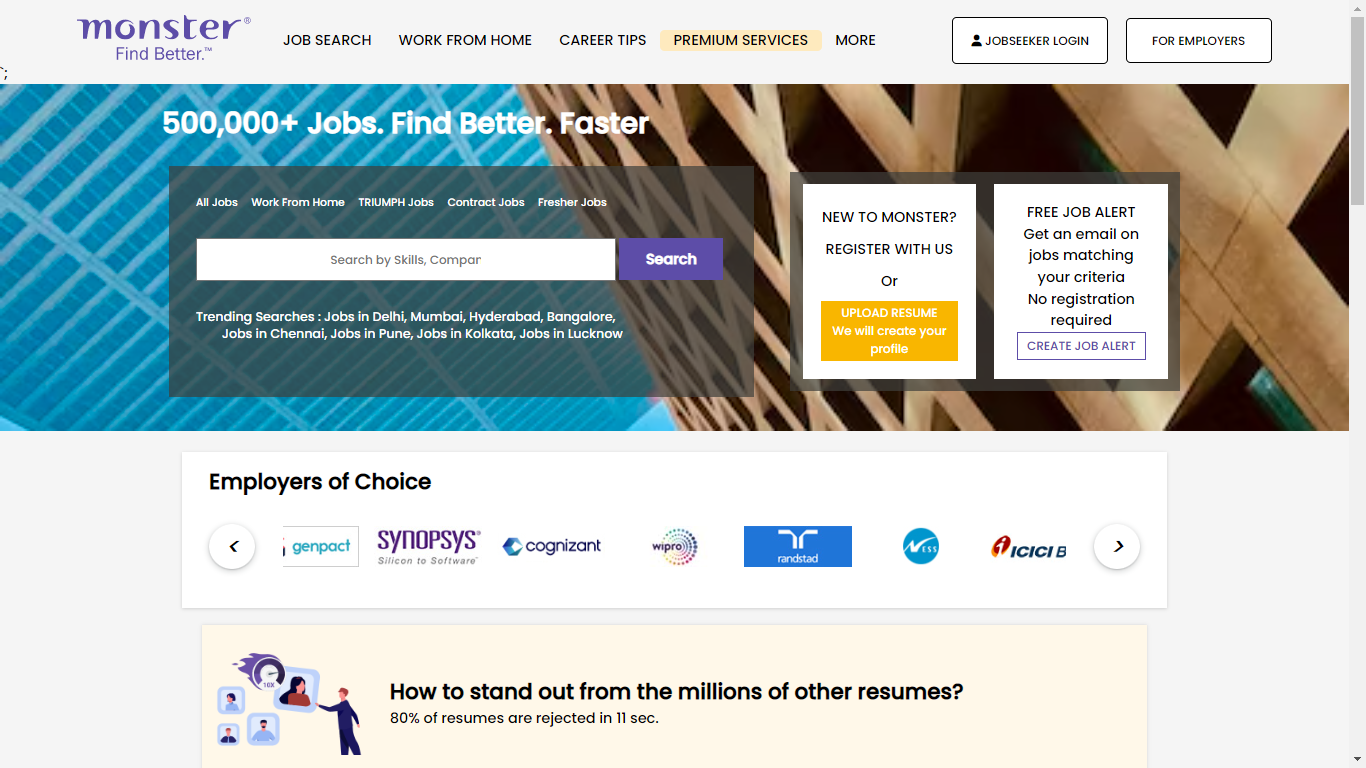 monster®
Find Better.™
JOB SEARCH
WORK FROM HOME
CAREER TIPS
PREMIUM SERVICES
MORE
JOBSEEKER LOGIN
FOR EMPLOYERS
`;
500,000+ Jobs. Find Better. Faster
All Jobs
Work From Home
TRIUMPH Jobs
Contract Jobs
Fresher Jobs
Search by Skills, Compan
Search
Trending Searches : Jobs in Delhi, Mumbai, Hyderabad, Bangalore,
Jobs in Chennai, Jobs in Pune, Jobs in Kolkata, Jobs in Lucknow
NEW TO MONSTER?
REGISTER WITH US
Or
UPLOAD RESUME
We will create your
profile
FREE JOB ALERT
Get an email on
jobs matching
your criteria
No registration
required
CREATE JOB ALERT
Employers of Choice
genpact
SYNOPSYS®
Silicon to Software™
cognizant
wipro
randstad
NESS
ICICI B
10X
How to stand out from the millions of other resumes?
80% of resumes are rejected in 11 sec.